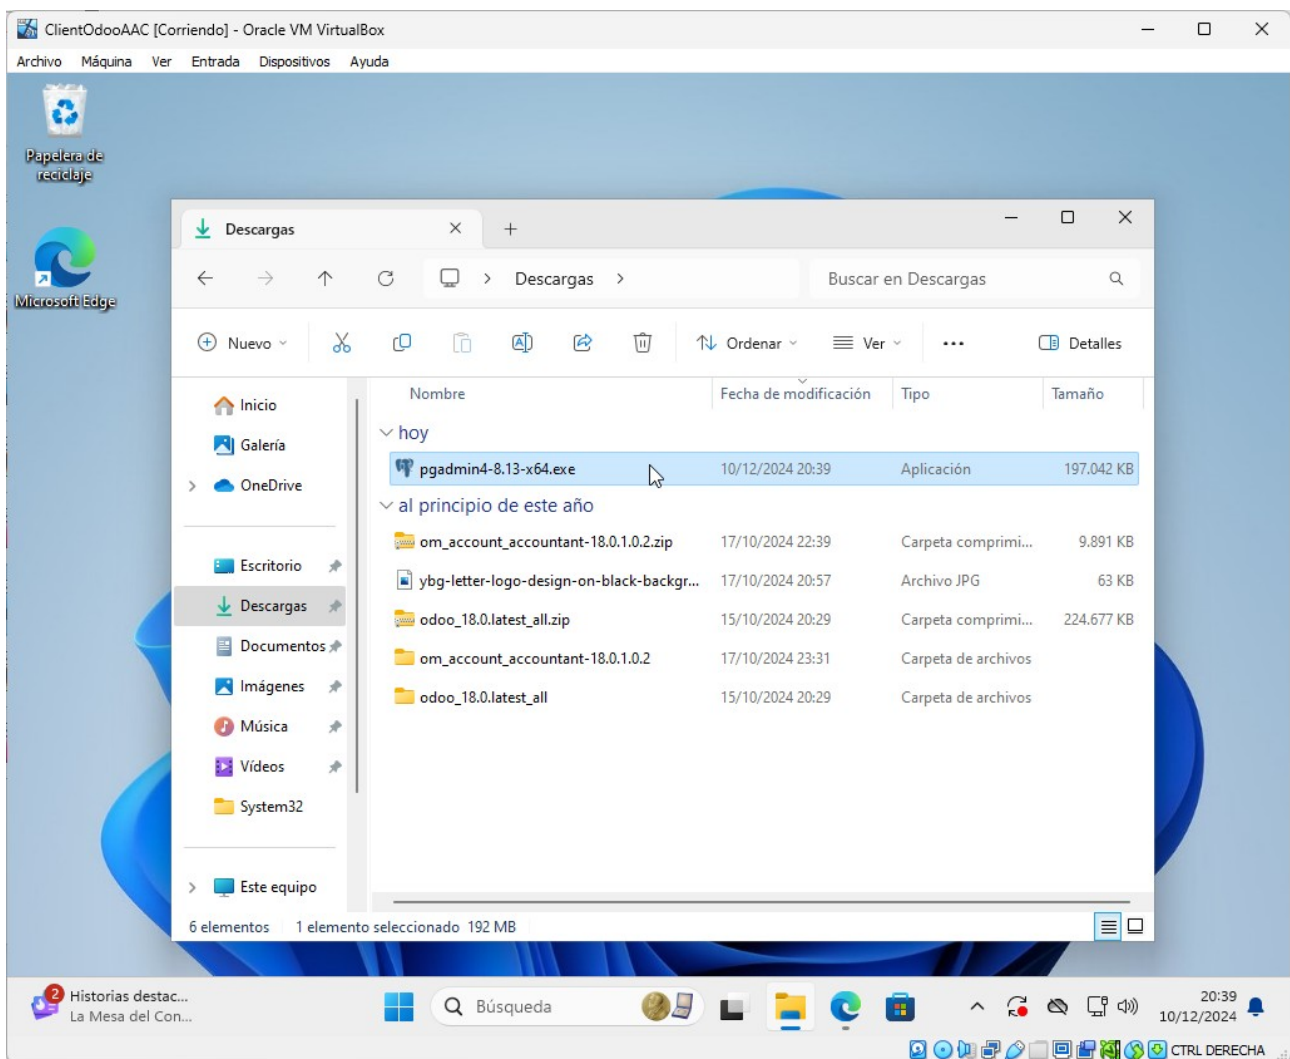 ClientOdooAAC [Corriendo] - Oracle VM VirtualBox
Archivo Máquina Ver Entrada Dispositivos Ayuda
Papelera de
reciclaje
Microsoft Edge
Descargas
Descargas
Buscar en Descargas
Nuevo
Ordenar
Ver
Detalles
Inicio
Galería
OneDrive
Escritorio
Descargas
Documentos
Imágenes
Música
Vídeos
System32
Este equipo
Nombre Fecha de modificación Tipo Tamaño
hoy
pgadmin4-8.13-x64.exe 10/12/2024 20:39 Aplicación 197.042 KB
al principio de este año
om_account_accountant-18.0.1.0.2.zip 17/10/2024 22:39 Carpeta comprimi... 9.891 KB
ybg-letter-logo-design-on-black-backgr... 17/10/2024 20:57 Archivo JPG 63 KB
odoo_18.0.latest_all.zip 15/10/2024 20:29 Carpeta comprimi... 224.677 KB
om_account_accountant-18.0.1.0.2 17/10/2024 23:31 Carpeta de archivos
odoo_18.0.latest_all 15/10/2024 20:29 Carpeta de archivos
6 elementos 1 elemento seleccionado 192 MB
2
Historias destac...
La Mesa del Con...
Búsqueda
20:39
10/12/2024
CTRL DERECHA